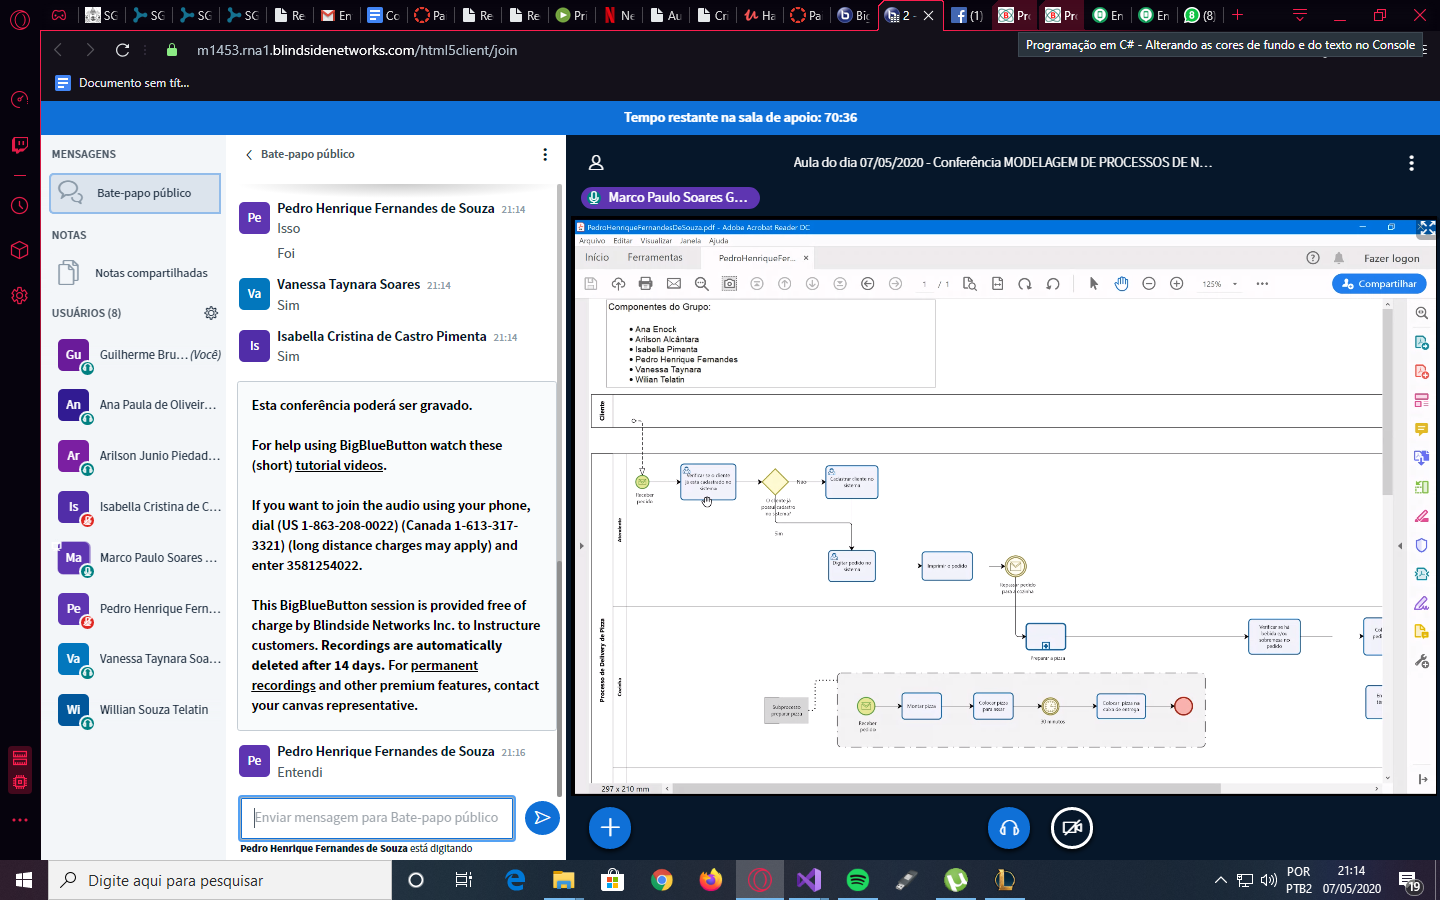 SG
SG
SG
SG
Re
En
Co
Pa
Re
Re
Pri
Ne
Au
Cri
Ha
Pa
Big
2 -
(1)
Pro
Pro
En
En
(8)
m1453.rna1.blindsidenetworks.com/html5client/join
Programação em C# - Alterando as cores de fundo e do texto no Console
Documento sem tít...
Tempo restante na sala de apoio: 70:36
MENSAGENS
Bate-papo público
NOTAS
Notas compartilhadas
USUÁRIOS (8)
Gu
Guilherme Bru... (Você)
An
Ana Paula de Oliveir...
Ar
Arilson Junio Piedad...
Is
Isabella Cristina de C...
Ma
Marco Paulo Soares ...
Pe
Pedro Henrique Fern...
Va
Vanessa Taynara Soa...
Wi
Willian Souza Telatin
Bate-papo público
Pe
Pedro Henrique Fernandes de Souza 21:14
Isso
Foi
Va
Vanessa Taynara Soares 21:14
Sim
Is
Isabella Cristina de Castro Pimenta 21:14
Sim
Esta conferência poderá ser gravado.
For help using BigBlueButton watch these
(short) tutorial videos.
If you want to join the audio using your phone,
dial (US 1-863-208-0022) (Canada 1-613-317-
3321) (long distance charges may apply) and
enter 3581254022.
This BigBlueButton session is provided free of
charge by Blindside Networks Inc. to Instructure
customers. Recordings are automatically
deleted after 14 days. For permanent
recordings and other premium features, contact
your canvas representative.
Pe
Pedro Henrique Fernandes de Souza 21:16
Entendi
Enviar mensagem para Bate-papo público
Pedro Henrique Fernandes de Souza está digitando
Aula do dia 07/05/2020 - Conferência MODELAGEM DE PROCESSOS DE N...
Marco Paulo Soares G...
PedroHenriqueFernandesDeSouza.pdf - Adobe Acrobat Reader DC
Arquivo Editar Visualizar Janela Ajuda
Início
Ferramentas
PedroHenriqueFer... ×
Fazer logon
1 / 1
125%
Compartilhar
Componentes do Grupo:
• Ana Enock
• Arilson Alcântara
• Isabella Pimenta
• Pedro Henrique Fernandes
• Vanessa Taynara
• Wilian Telatin
Cliente
Processo de Delivery de Pizza
Atendente
Cozinha
Receber
pedido
Verificar se o cliente
já está cadastrado no
sistema
O cliente já
possui cadastro
no sistema?
Não
Cadastrar cliente no
sistema
Sim
Digitar pedido no
sistema
Imprimir o pedido
Repassar pedido
para a cozinha
Preparar a pizza
Verificar se há
bebida e/ou
sobremesa no
pedido
Subprocesso
preparar pizza
Receber
pedido
Montar pizza
Colocar pizza
para assar
30 minutos
Colocar pizza na
caixa de entrega
297 x 210 mm
Digite aqui para pesquisar
POR
PTB2
21:14
07/05/2020
19